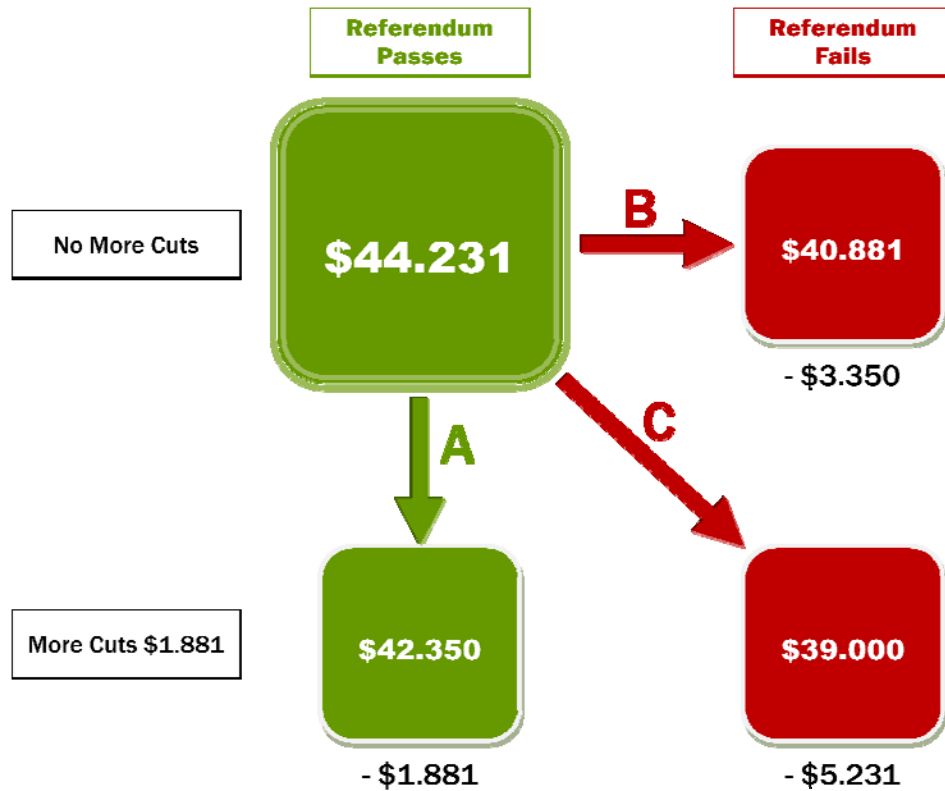 Referendum
Passes
Referendum
Fails
No More Cuts
$44.231
B
$40.881
- $3.350
A
C
More Cuts $1.881
$42.350
$39.000
- $1.881
- $5.231